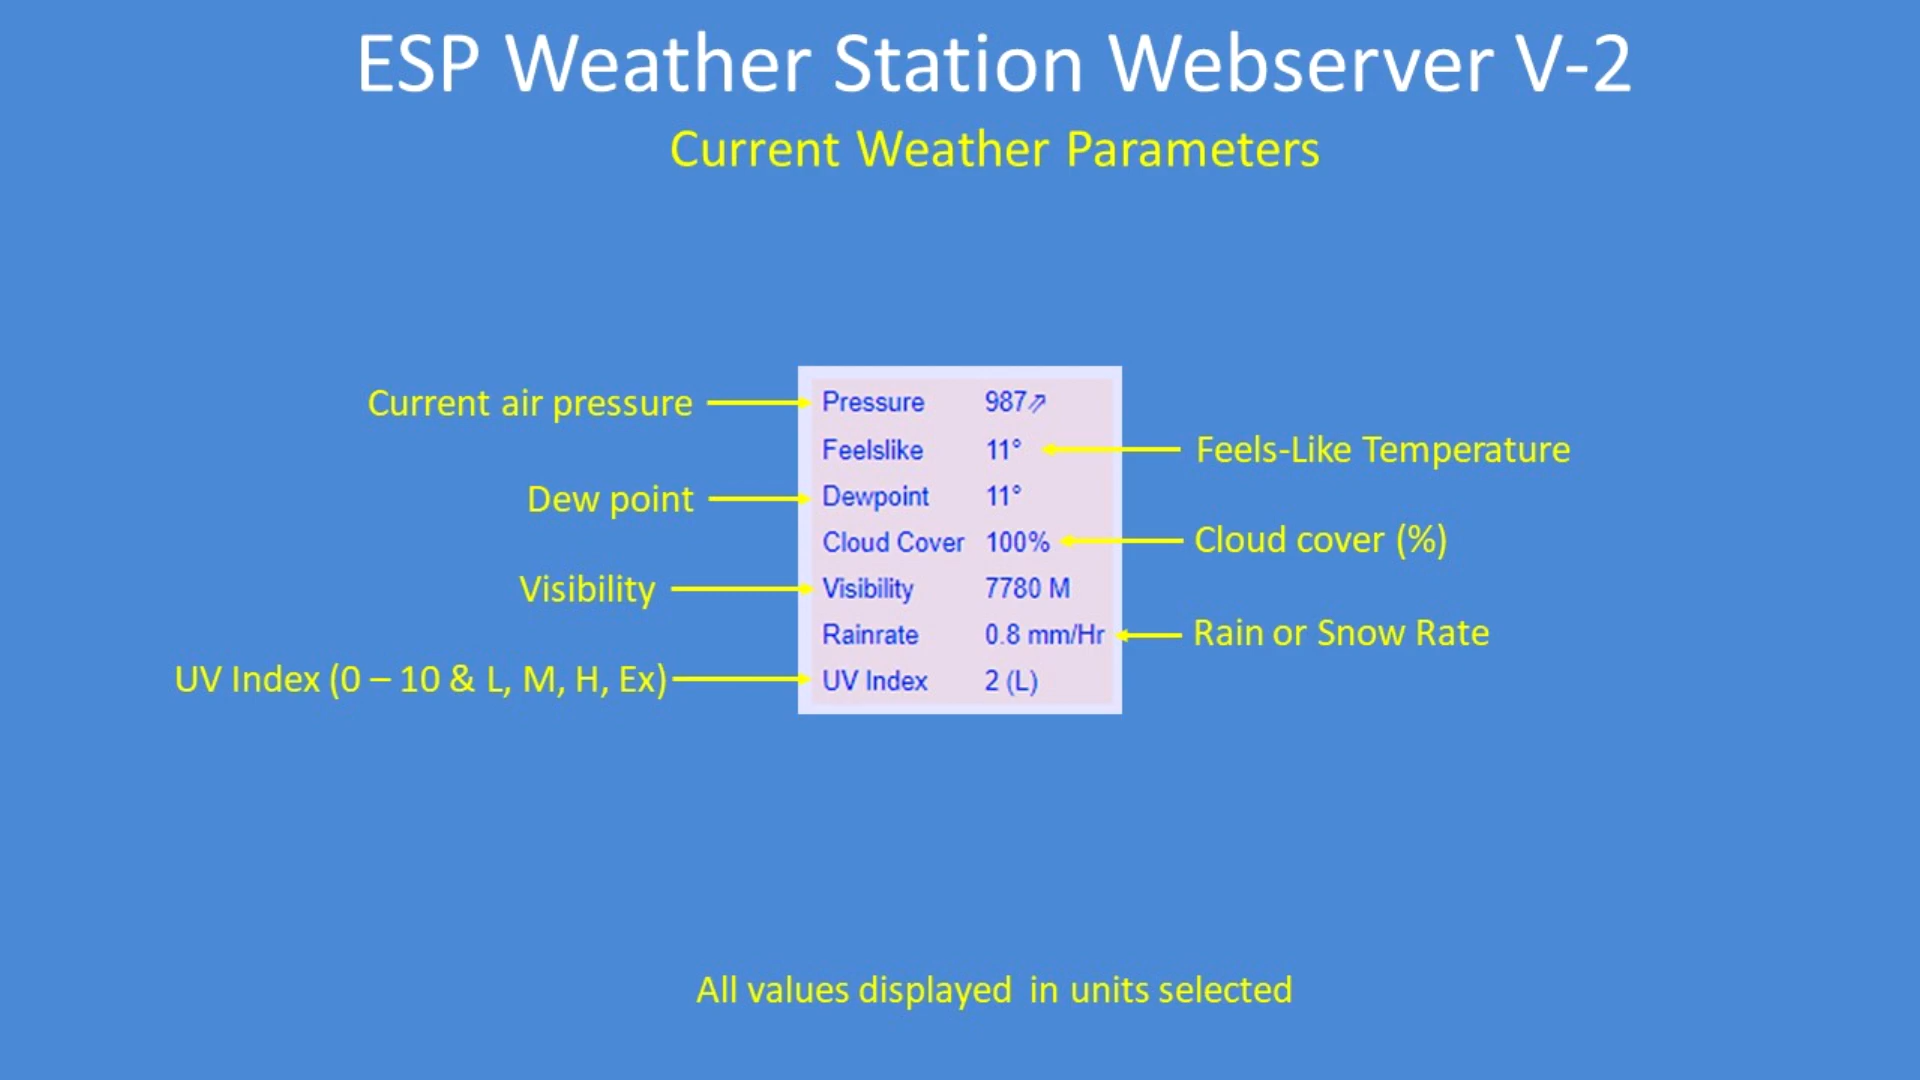 ESP Weather Station Webserver V-2
Current Weather Parameters
Current air pressure
Pressure 987⇗
Feelslike 11°
Feels-Like Temperature
Dew point
Dewpoint 11°
Cloud Cover 100%
Cloud cover (%)
Visibility
Visibility 7780 M
Rainrate 0.8 mm/Hr
Rain or Snow Rate
UV Index (0 – 10 & L, M, H, Ex)
UV Index 2 (L)
All values displayed in units selected